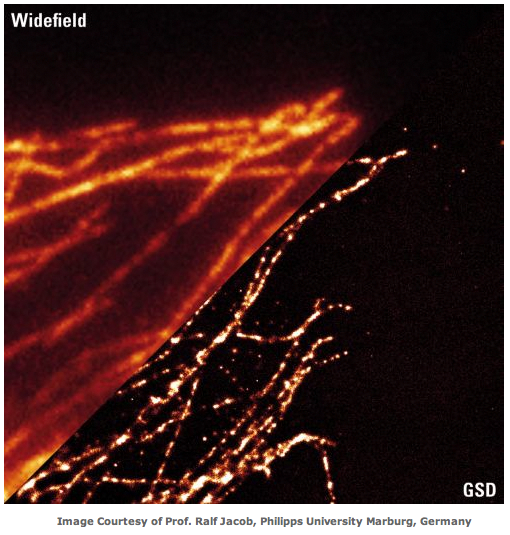 Widefield
GSD
Image Courtesy of Prof. Ralf Jacob, Philipps University Marburg, Germany